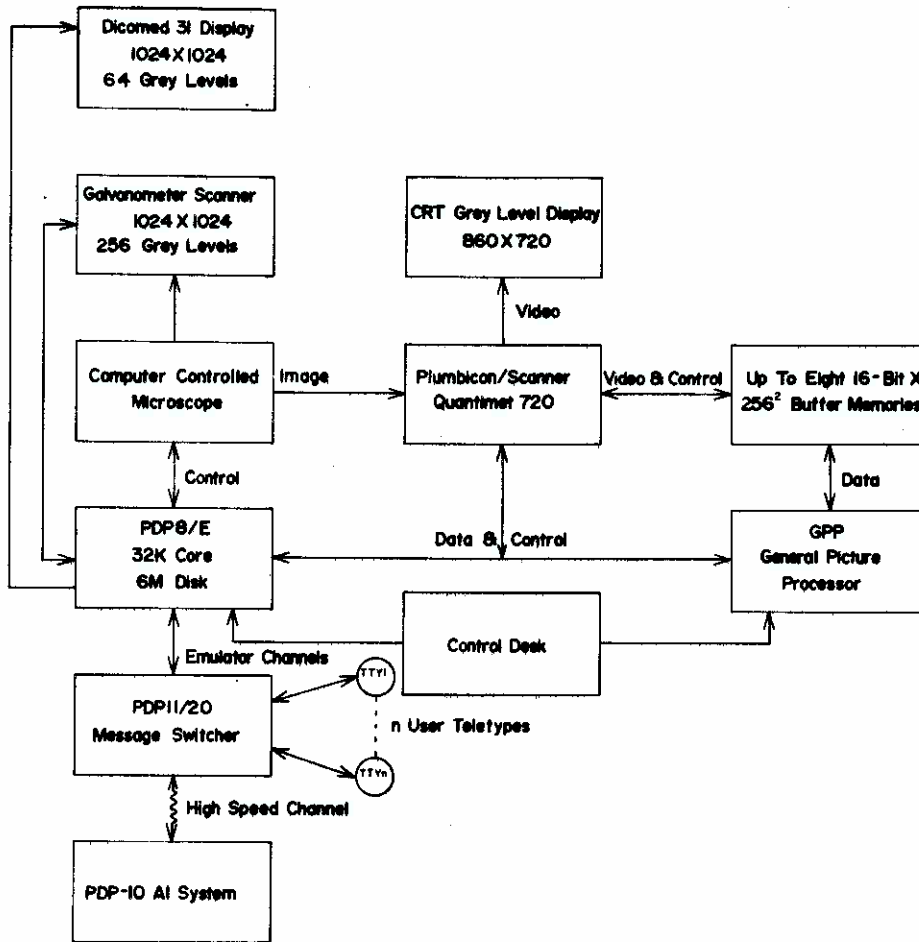 Dicomed 31 Display
1024 X 1024
64 Grey Levels
Galvanometer Scanner
1024 X 1024
256 Grey Levels
CRT Grey Level Display
860 X 720
Video
Computer Controlled
Microscope
Image
Plumbicon/Scanner
Quantimet 720
Video & Control
Up To Eight 16-Bit X
256² Buffer Memories
Control
Data
PDP8/E
32K Core
6M Disk
Data & Control
GPP
General Picture
Processor
Control Desk
Emulator Channels
PDP11/20
Message Switcher
TTY1
n User Teletypes
TTYn
High Speed Channel
PDP-10 AI System